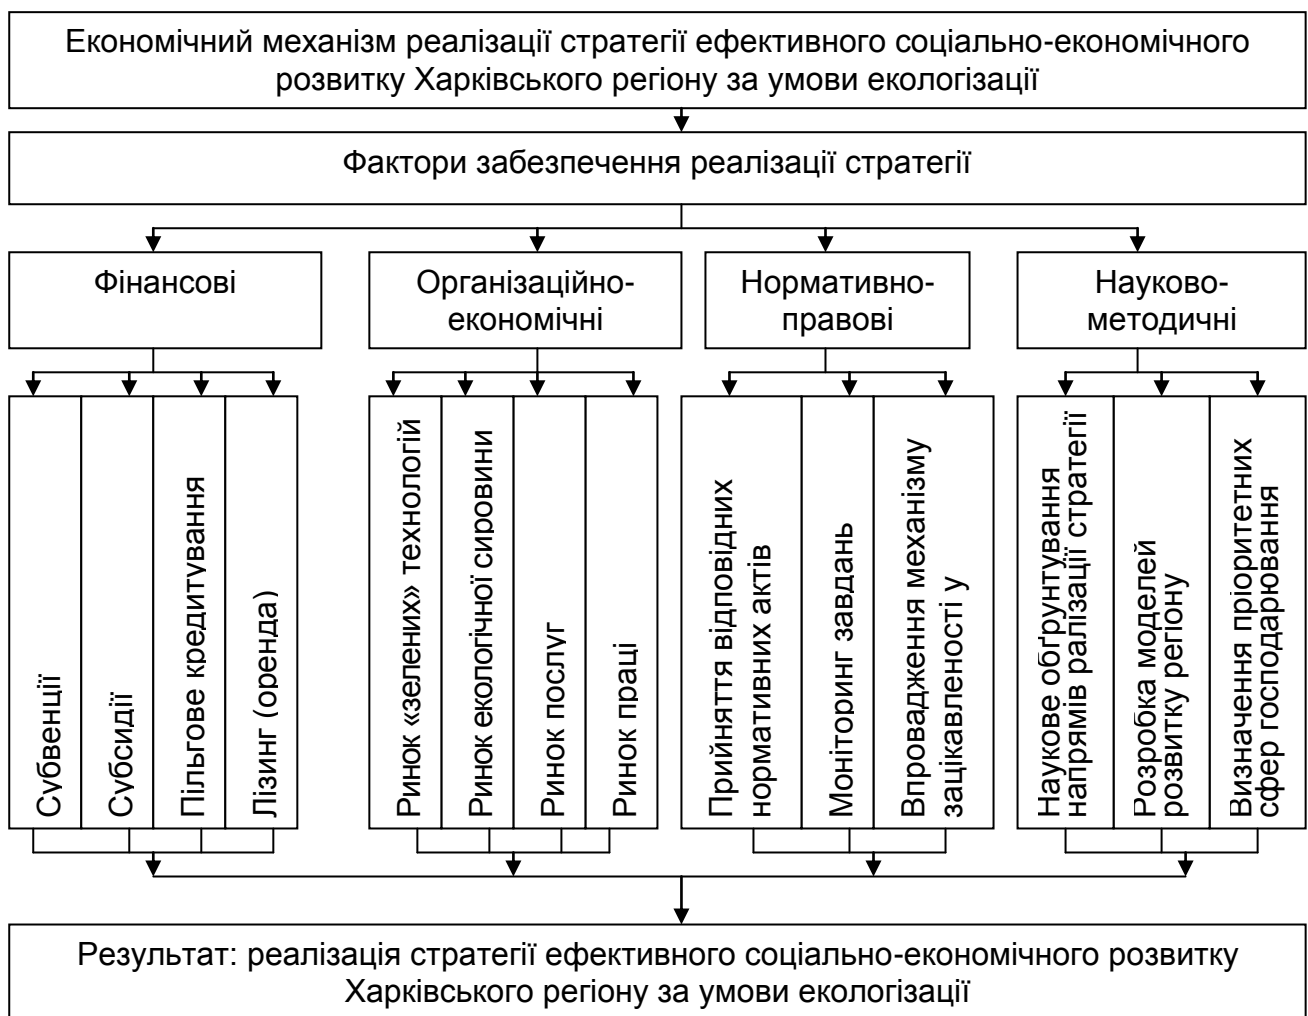 Економічний механізм реалізації стратегії ефективного соціально-економічного
розвитку Харківського регіону за умови екологізації
Фактори забезпечення реалізації стратегії
Фінансові
Організаційно-
економічні
Нормативно-
правові
Науково-
методичні
Субвенції
Субсидії
Пільгове кредитування
Лізинг (оренда)
Ринок «зелених» технологій
Ринок екологічної сировини
Ринок послуг
Ринок праці
Прийняття відповідних
нормативних актів
Моніторинг завдань
Впровадження механізму
зацікавленості у
Наукове обґрунтування
напрямів ралізації стратегії
Розробка моделей
розвитку регіону
Визначення пріоритетних
сфер господарювання
Результат: реалізація стратегії ефективного соціально-економічного розвитку
Харківського регіону за умови екологізації